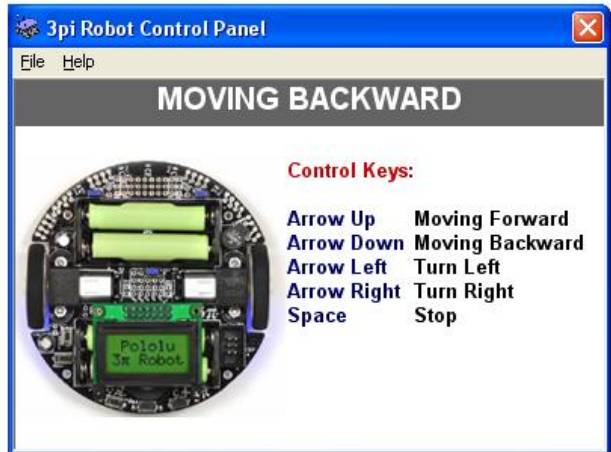 3pi Robot Control Panel
File Help
MOVING BACKWARD
Control Keys:
Arrow Up Moving Forward
Arrow Down Moving Backward
Arrow Left Turn Left
Arrow Right Turn Right
Space Stop
Pololu
3π Robot